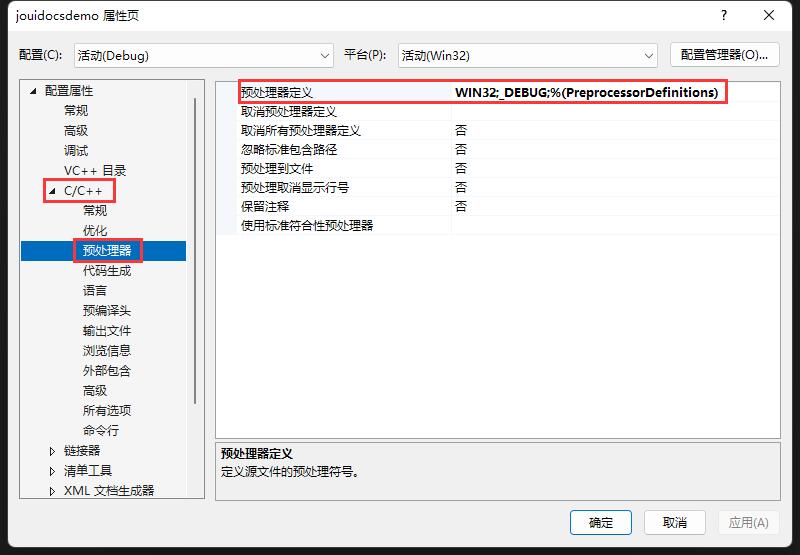 jouidocsdemo 属性页
?
配置(C): 活动(Debug) 平台(P): 活动(Win32) 配置管理器(O)...
配置属性
常规
高级
调试
VC++ 目录
C/C++
常规
优化
预处理器
代码生成
语言
预编译头
输出文件
浏览信息
外部包含
高级
所有选项
命令行
链接器
清单工具
XML 文档生成器
预处理器定义 WIN32;_DEBUG;%(PreprocessorDefinitions)
取消预处理器定义
取消所有预处理器定义 否
忽略标准包含路径 否
预处理到文件 否
预处理取消显示行号 否
保留注释 否
使用标准符合性预处理器
预处理器定义
定义源文件的预处理符号。
确定 取消 应用(A)